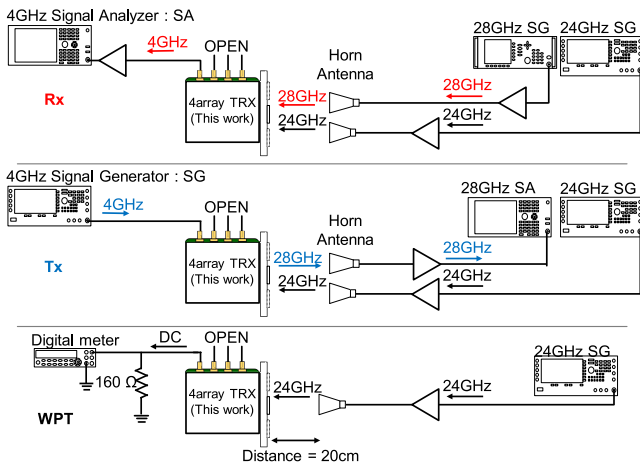 4GHz Signal Analyzer : SA
28GHz SG
24GHz SG
4GHz
OPEN
Horn
Antenna
Rx
4array TRX
(This work)
28GHz
28GHz
24GHz
24GHz
4GHz Signal Generator : SG
28GHz SA
24GHz SG
4GHz
OPEN
Horn
Antenna
Tx
4array TRX
(This work)
28GHz
28GHz
24GHz
24GHz
Digital meter
DC
OPEN
24GHz SG
160 Ω
4array TRX
(This work)
24GHz
24GHz
WPT
Distance = 20cm